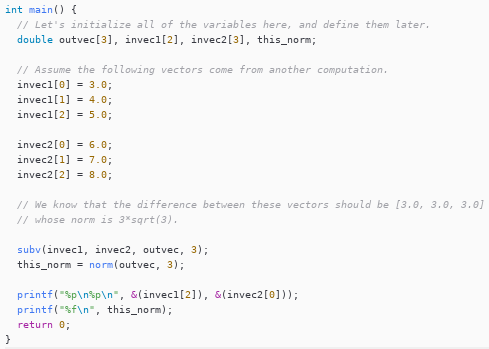 int main() {
// Let's initialize all of the variables here, and define them later.
double outvec[3], invec1[2], invec2[3], this_norm;
// Assume the following vectors come from another computation.
invec1[0] = 3.0;
invec1[1] = 4.0;
invec1[2] = 5.0;
invec2[0] = 6.0;
invec2[1] = 7.0;
invec2[2] = 8.0;
// We know that the difference between these vectors should be [3.0, 3.0, 3.0]
// whose norm is 3*sqrt(3).
subv(invec1, invec2, outvec, 3);
this_norm = norm(outvec, 3);
printf("%p\n%p\n", &(invec1[2]), &(invec2[0]));
printf("%f\n", this_norm);
return 0;
}